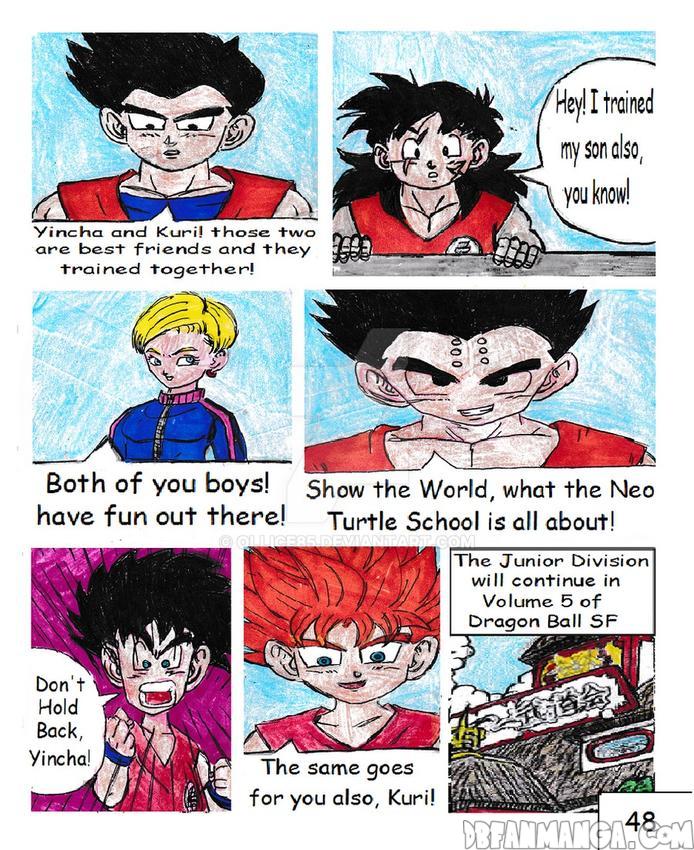 Yincha and Kuri! those two
are best friends and they
trained together!
Hey! I trained
my son also,
you know!
Both of you boys!
have fun out there!
Show the World, what the Neo
Turtle School is all about!
© OLLICE85.DEVIANTART.COM
Don't
Hold
Back,
Yincha!
The same goes
for you also, Kuri!
The Junior Division
will continue in
Volume 5 of
Dragon Ball SF
48
DBFANMANGA.COM